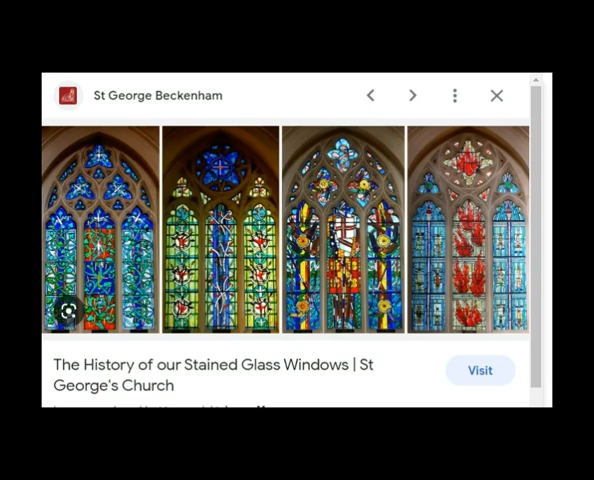 St George Beckenham
The History of our Stained Glass Windows | St
George's Church
Visit